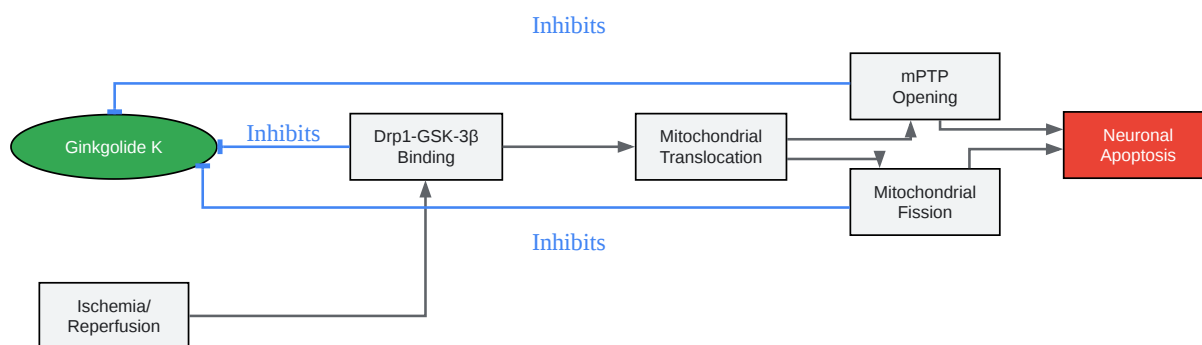 Inhibits
mPTP
Opening
Ginkgolide K
Inhibits
Drp1-GSK-3β
Binding
Mitochondrial
Translocation
Neuronal
Apoptosis
Mitochondrial
Fission
Inhibits
Ischemia/
Reperfusion